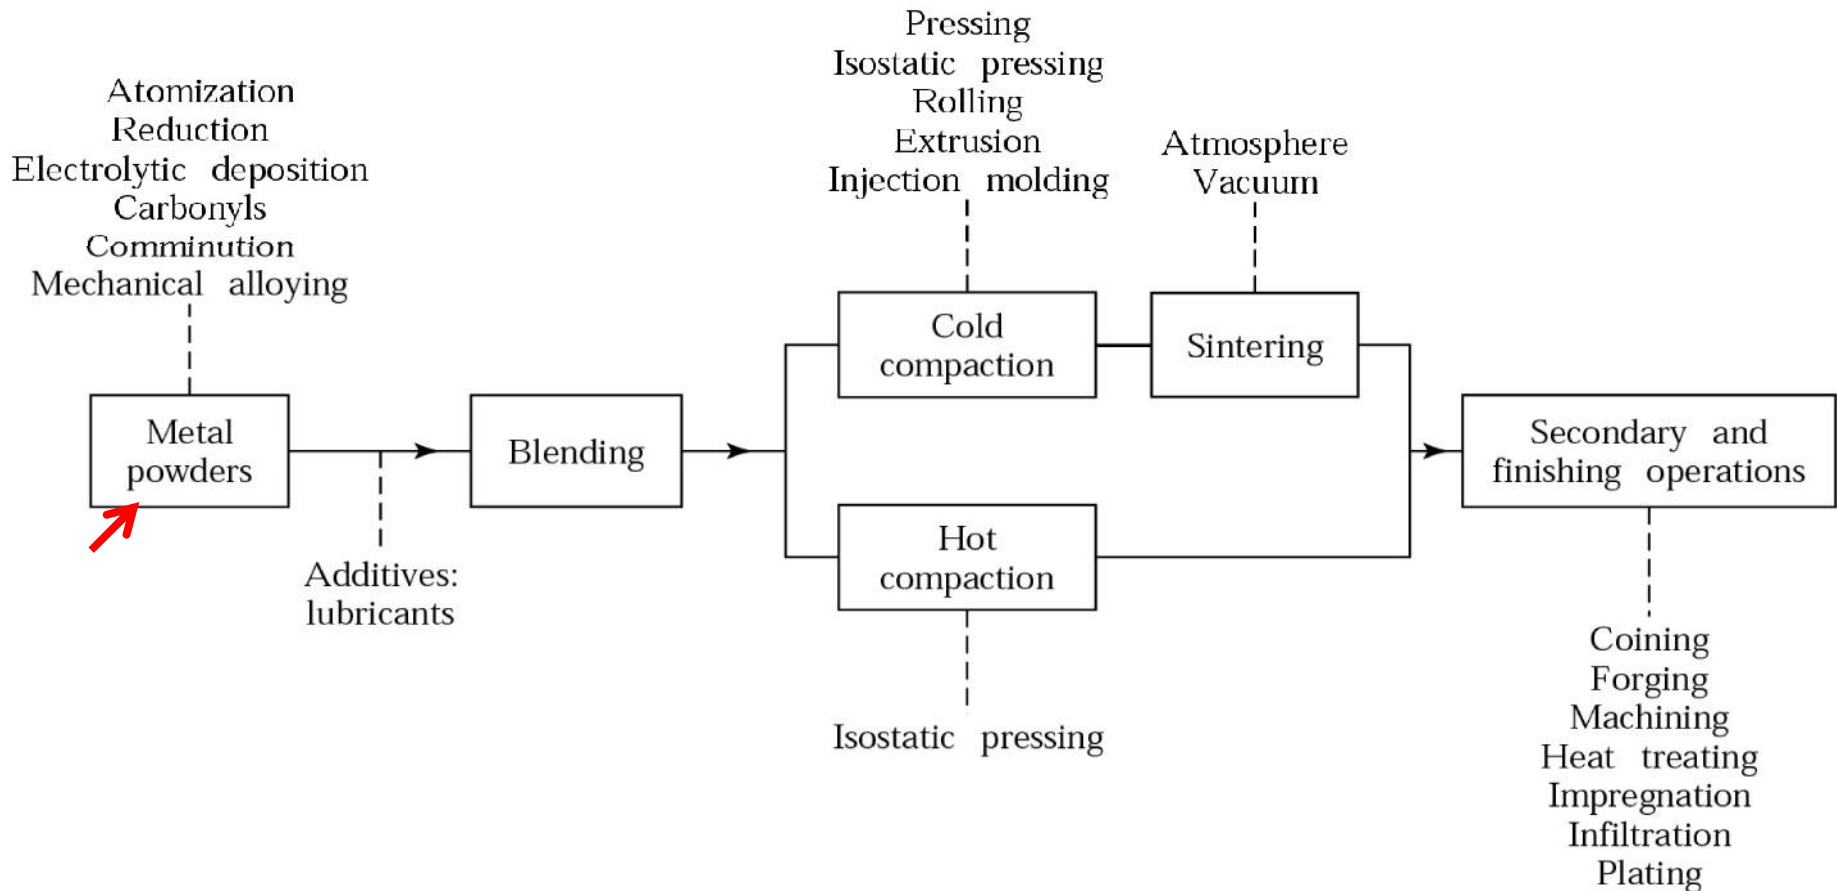 Atomization
Reduction
Electrolytic deposition
Carbonyls
Comminution
Mechanical alloying
Metal
powders
Additives:
lubricants
Blending
Pressing
Isostatic pressing
Rolling
Extrusion
Injection molding
Cold
compaction
Atmosphere
Vacuum
Sintering
Hot
compaction
Isostatic pressing
Secondary and
finishing operations
Coining
Forging
Machining
Heat treating
Impregnation
Infiltration
Plating